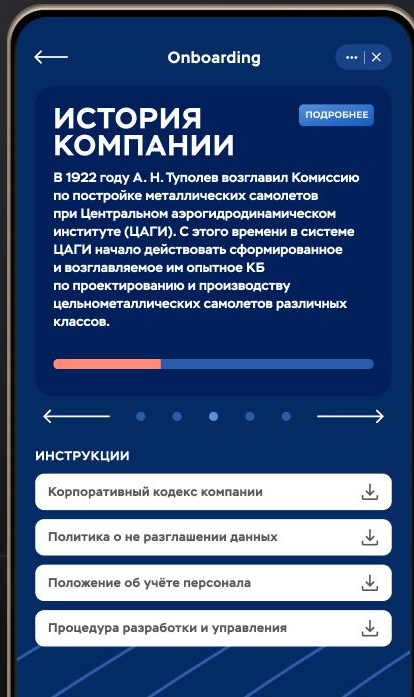 Onboarding
ИСТОРИЯ
КОМПАНИИ
ПОДРОБНЕЕ
В 1922 году А. Н. Туполев возглавил Комиссию
по постройке металлических самолетов
при Центральном аэрогидродинамическом
институте (ЦАГИ). С этого времени в системе
ЦАГИ начало действовать сформированное
и возглавляемое им опытное КБ
по проектированию и производству
цельнометаллических самолетов различных
классов.
ИНСТРУКЦИИ
Корпоративный кодекс компании
Политика о не разглашении данных
Положение об учёте персонала
Процедура разработки и управления